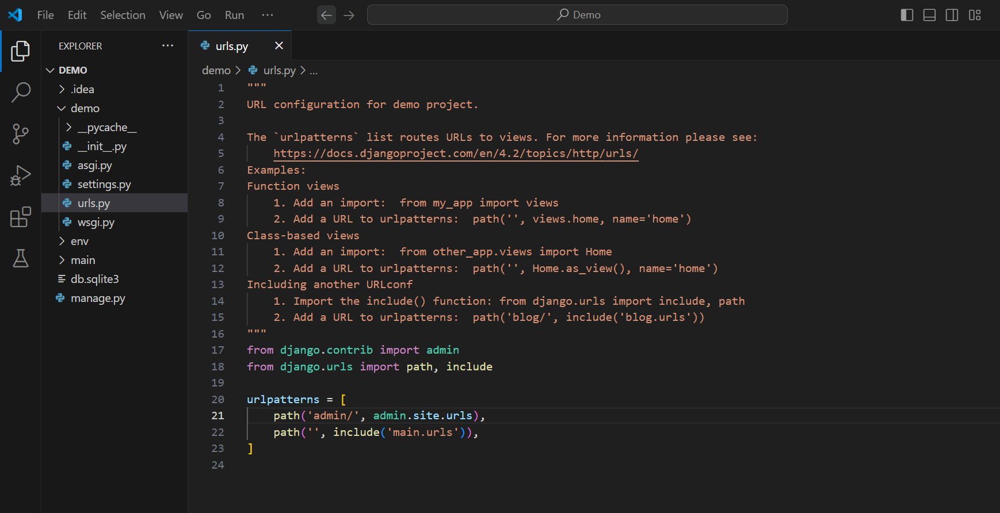 File Edit Selection View Go Run ...
Demo
EXPLORER ...
DEMO
.idea
demo
__pycache__
__init__.py
asgi.py
settings.py
urls.py
wsgi.py
env
main
db.sqlite3
manage.py
urls.py
demo > urls.py > ...
1 """
2 URL configuration for demo project.
3
4 The `urlpatterns` list routes URLs to views. For more information please see:
5     https://docs.djangoproject.com/en/4.2/topics/http/urls/
6 Examples:
7 Function views
8     1. Add an import:  from my_app import views
9     2. Add a URL to urlpatterns:  path('', views.home, name='home')
10 Class-based views
11     1. Add an import:  from other_app.views import Home
12     2. Add a URL to urlpatterns:  path('', Home.as_view(), name='home')
13 Including another URLconf
14     1. Import the include() function: from django.urls import include, path
15     2. Add a URL to urlpatterns:  path('blog/', include('blog.urls'))
16 """
17 from django.contrib import admin
18 from django.urls import path, include
19
20 urlpatterns = [
21     path('admin/', admin.site.urls),
22     path('', include('main.urls')),
23 ]
24